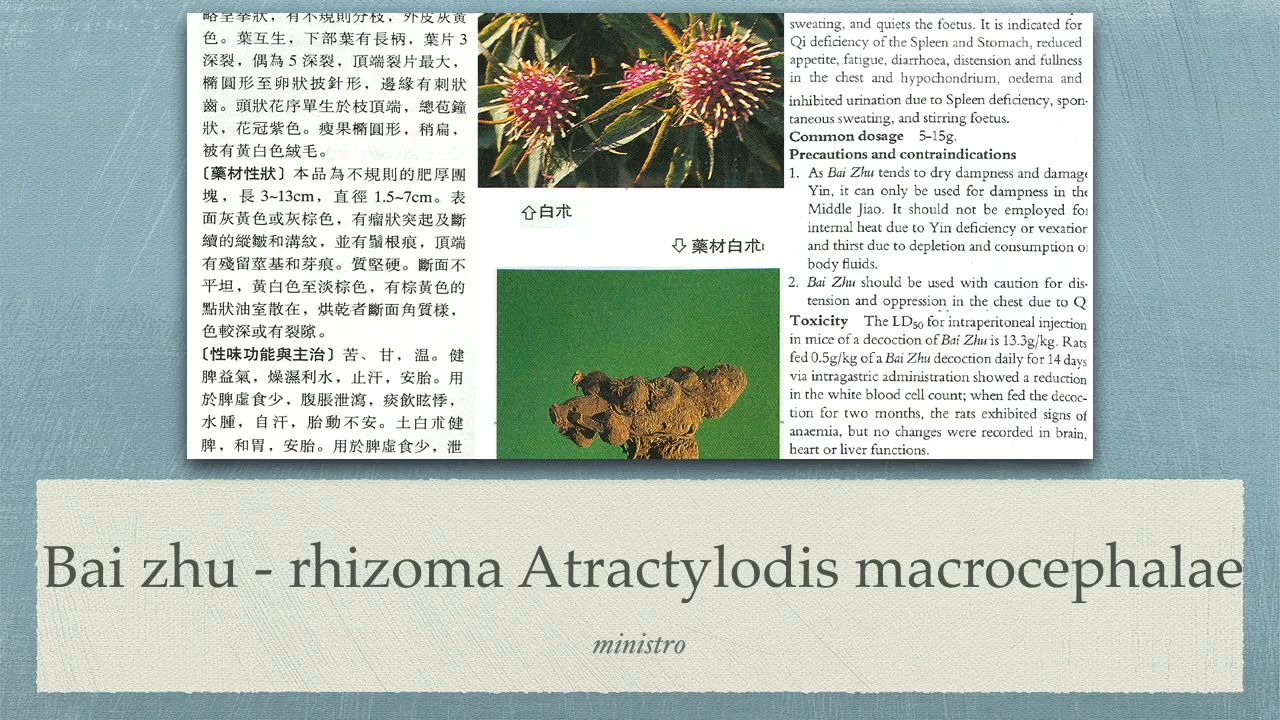 略呈拳狀，有不規則分枝，外皮灰黃
色。葉互生，下部葉有長柄，葉片 3
深裂，偶為 5 深裂，頂端裂片最大，
橢圓形至卵狀披針形，邊緣有刺狀
齒。頭狀花序單生於枝頂端，總苞鐘
狀，花冠紫色。瘦果橢圓形，稍扁，
被有黃白色絨毛。
〔藥材性狀〕本品為不規則的肥厚團
塊，長 3~13cm，直徑 1.5~7cm。表
面灰黃色或灰棕色，有瘤狀突起及斷
續的縱皺和溝紋，並有鬚根痕，頂端
有殘留莖基和芽痕。質堅硬。斷面不
平坦，黃白色至淡棕色，有棕黃色的
點狀油室散在，烘乾者斷面角質樣，
色較深或有裂隙。
〔性味功能與主治〕苦、甘，溫。健
脾益氣，燥濕利水，止汗，安胎。用
於脾虛食少，腹脹泄瀉，痰飲眩悸，
水腫，自汗，胎動不安。土白朮健
脾，和胃，安胎。用於脾虛食少，泄
⇧白朮
⇩藥材白朮
sweating, and quiets the foetus. It is indicated for
Qi deficiency of the Spleen and Stomach, reduced
appetite, fatigue, diarrhoea, distension and fullness
in the chest and hypochondrium, oedema and
inhibited urination due to Spleen deficiency, spon-
taneous sweating, and stirring foetus.
Common dosage 5-15g.
Precautions and contraindications
1. As Bai Zhu tends to dry dampness and damage
Yin, it can only be used for dampness in the
Middle Jiao. It should not be employed for
internal heat due to Yin deficiency or vexation
and thirst due to depletion and consumption of
body fluids.
2. Bai Zhu should be used with caution for dis-
tension and oppression in the chest due to Q
Toxicity The LD50 for intraperitoneal injection
in mice of a decoction of Bai Zhu is 13.3g/kg. Rats
fed 0.5g/kg of a Bai Zhu decoction daily for 14 days
via intragastric administration showed a reduction
in the white blood cell count; when fed the decoc-
tion for two months, the rats exhibited signs of
anaemia, but no changes were recorded in brain,
heart or liver functions.
Bai zhu - rhizoma Atractylodis macrocephalae
ministro